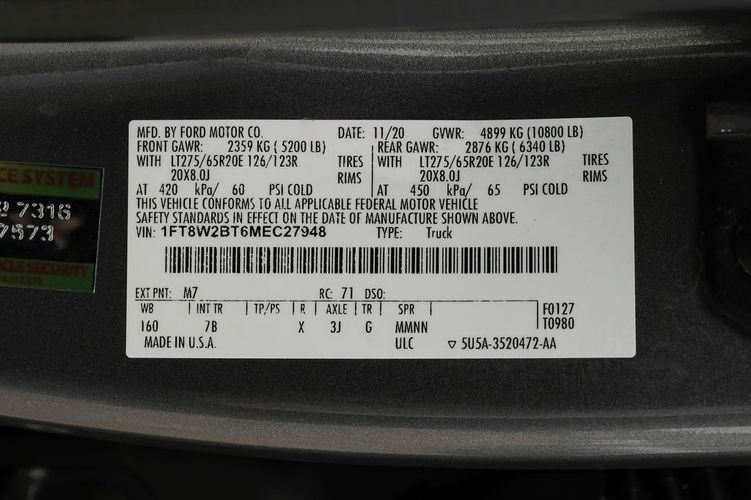 MFD. BY FORD MOTOR CO. DATE: 11/20 GVWR: 4899 KG (10800 LB)
FRONT GAWR: 2359 KG ( 5200 LB) REAR GAWR: 2876 KG ( 6340 LB)
WITH LT275/65R20E 126/123R TIRES WITH LT275/65R20E 126/123R TIRES
20X8.0J RIMS 20X8.0J RIMS
AT 420 kPa/ 60 PSI COLD AT 450 kPa/ 65 PSI COLD
THIS VEHICLE CONFORMS TO ALL APPLICABLE FEDERAL MOTOR VEHICLE
SAFETY STANDARDS IN EFFECT ON THE DATE OF MANUFACTURE SHOWN ABOVE.
VIN: 1FT8W2BT6MEC27948 TYPE: Truck
EXT PNT: M7 RC: 71 DSO:
WB INT TR TP/PS R AXLE TR SPR F0127
160 7B X 3J G MMNN T0980
MADE IN U.S.A. ULC ▽ 5U5A-3520472-AA
SYSTEM
7316
7573
SECURITY